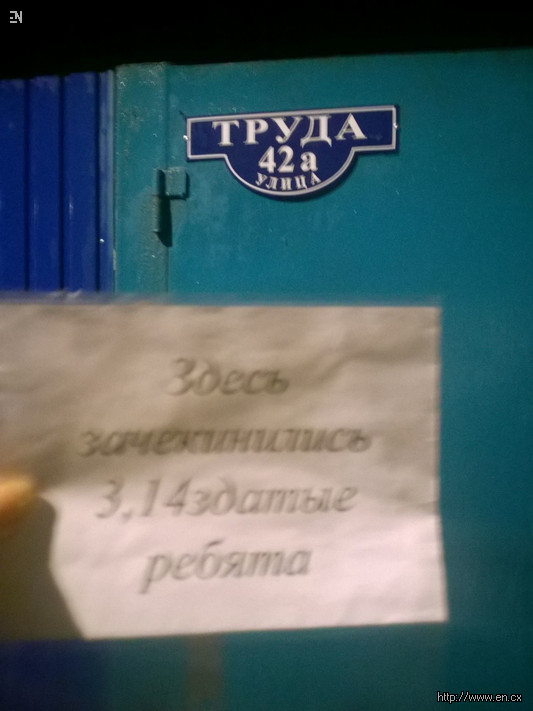 EN
ТРУДА
42а
УЛИЦА
Здесь
зачекинились
3,14здатые
ребята
http://www.en.cx